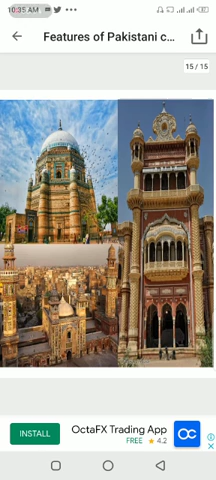 10:35 AM
Features of Pakistani c...
15 / 15
INSTALL
OctaFX Trading App
FREE ★ 4.2